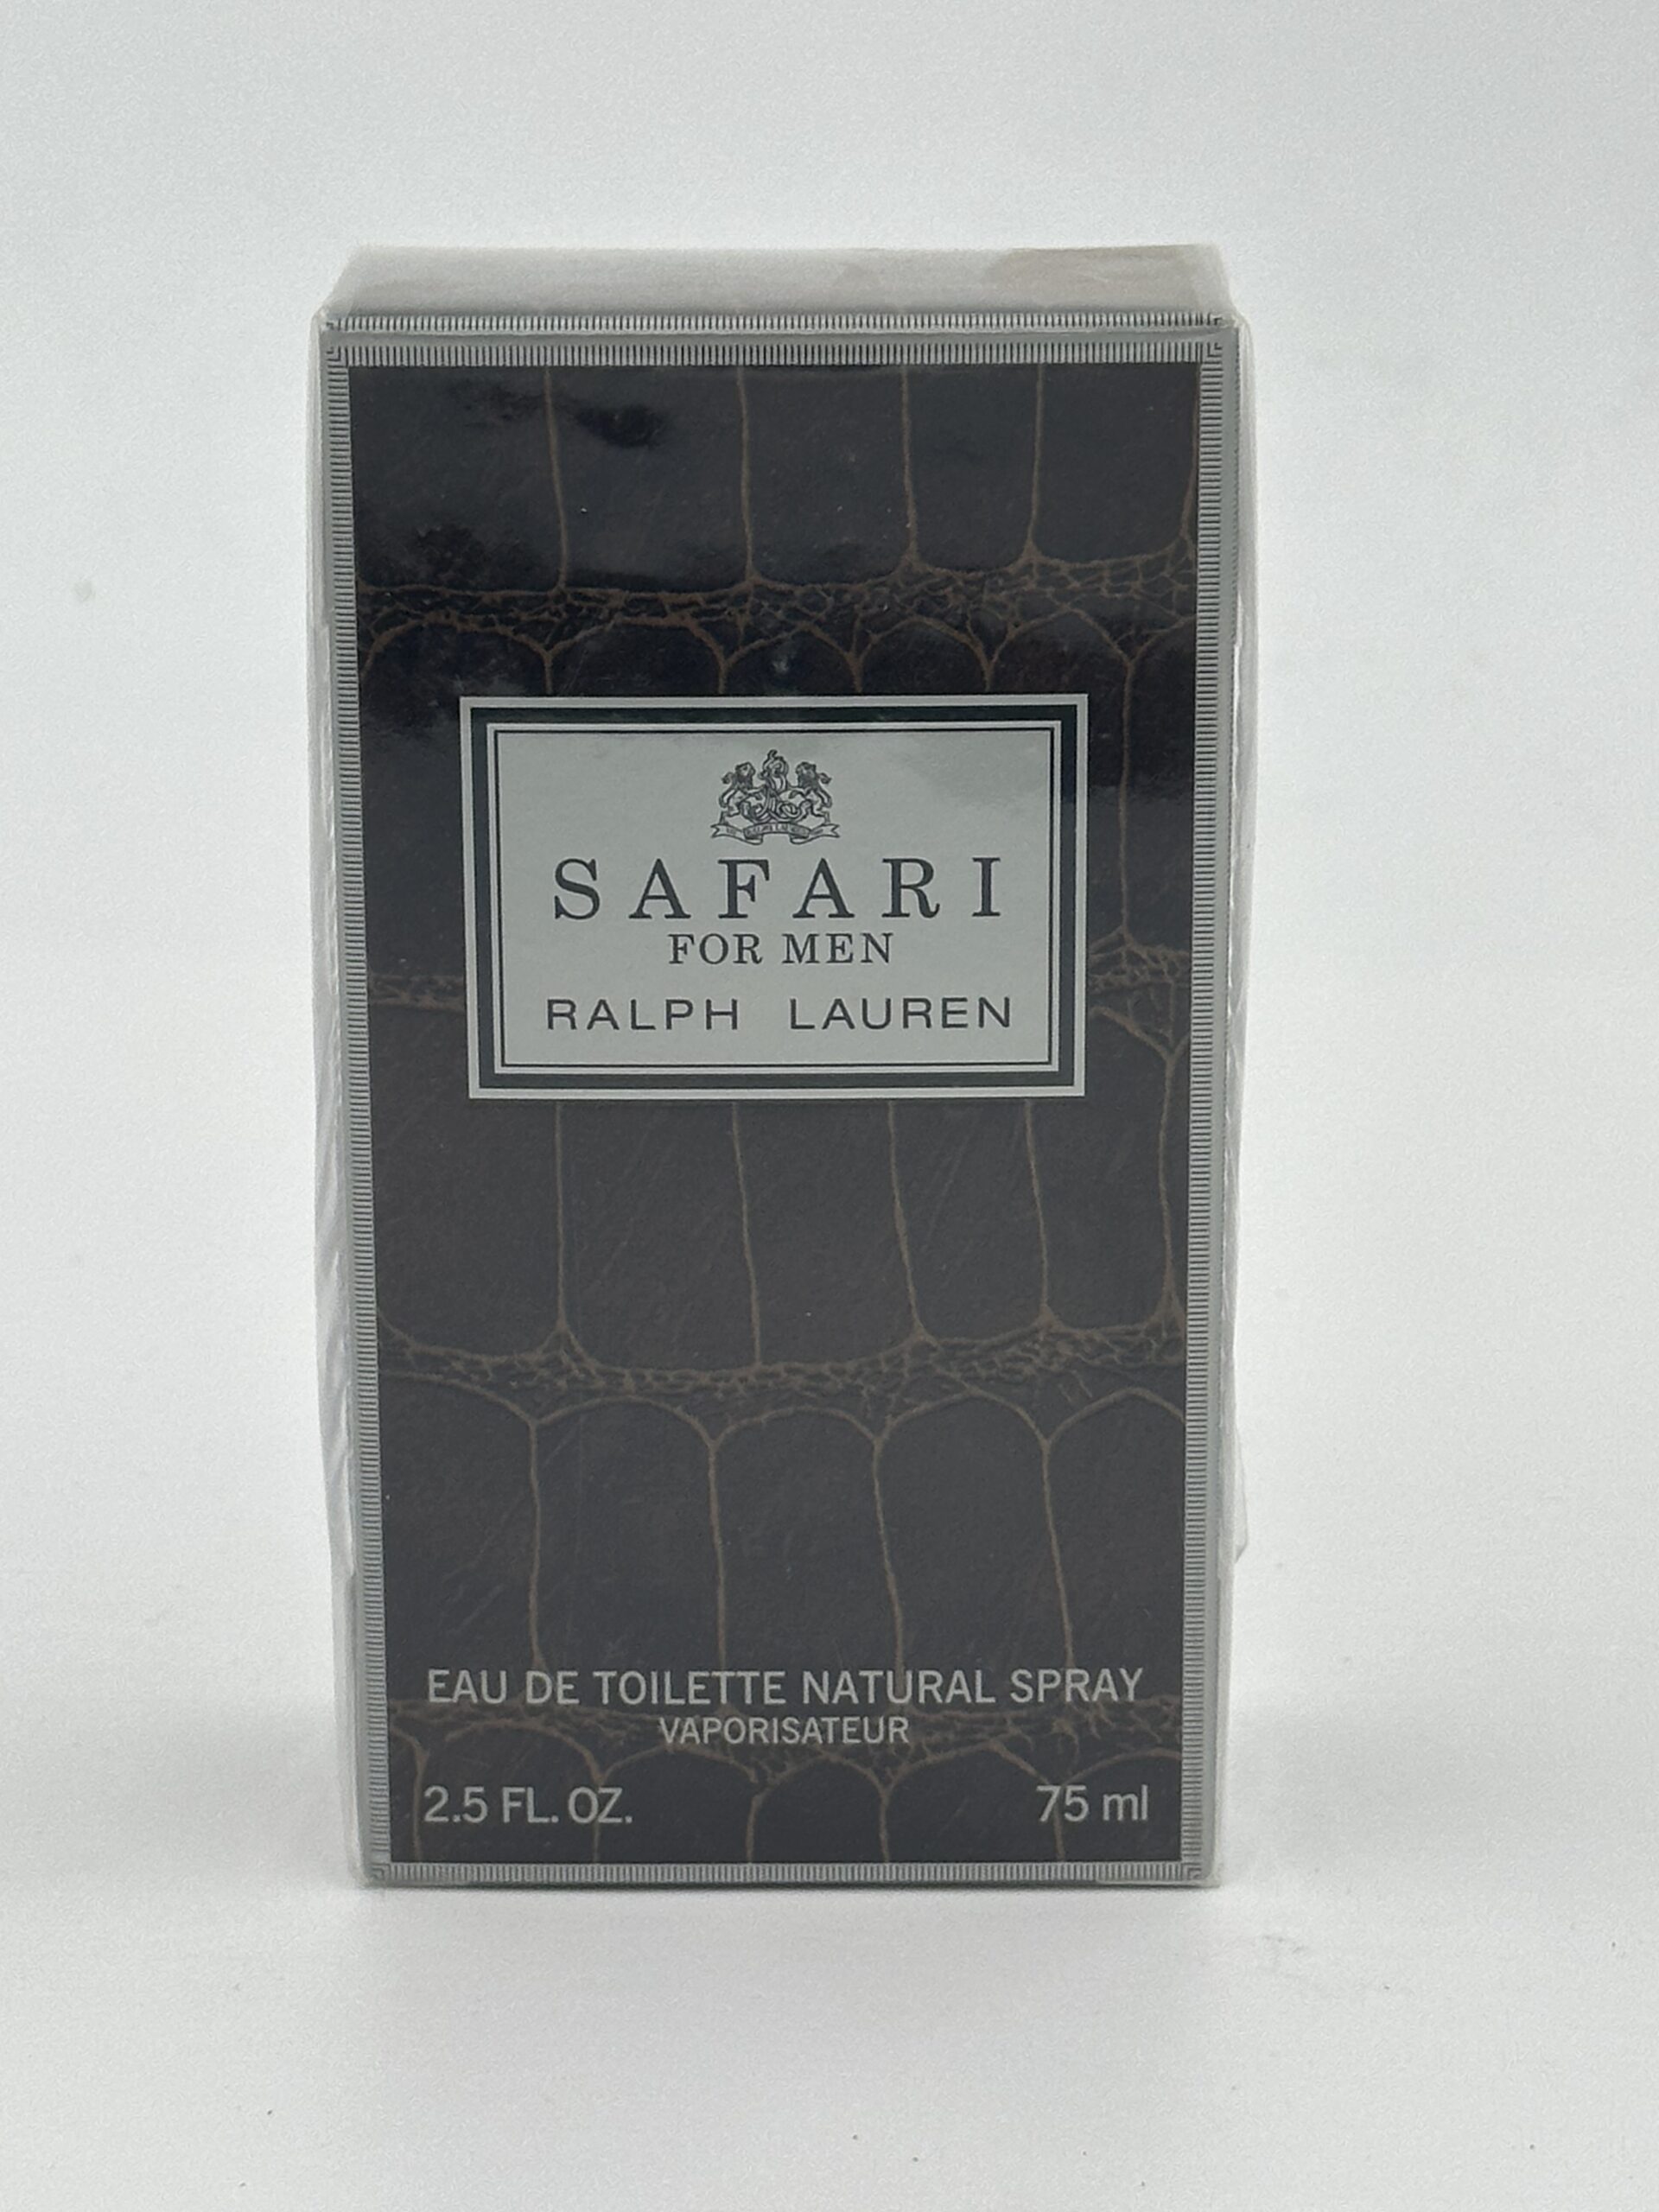 SAFARI
FOR MEN
RALPH LAUREN
EAU DE TOILETTE NATURAL SPRAY
VAPORISATEUR
2.5 FL. OZ. 75 ml